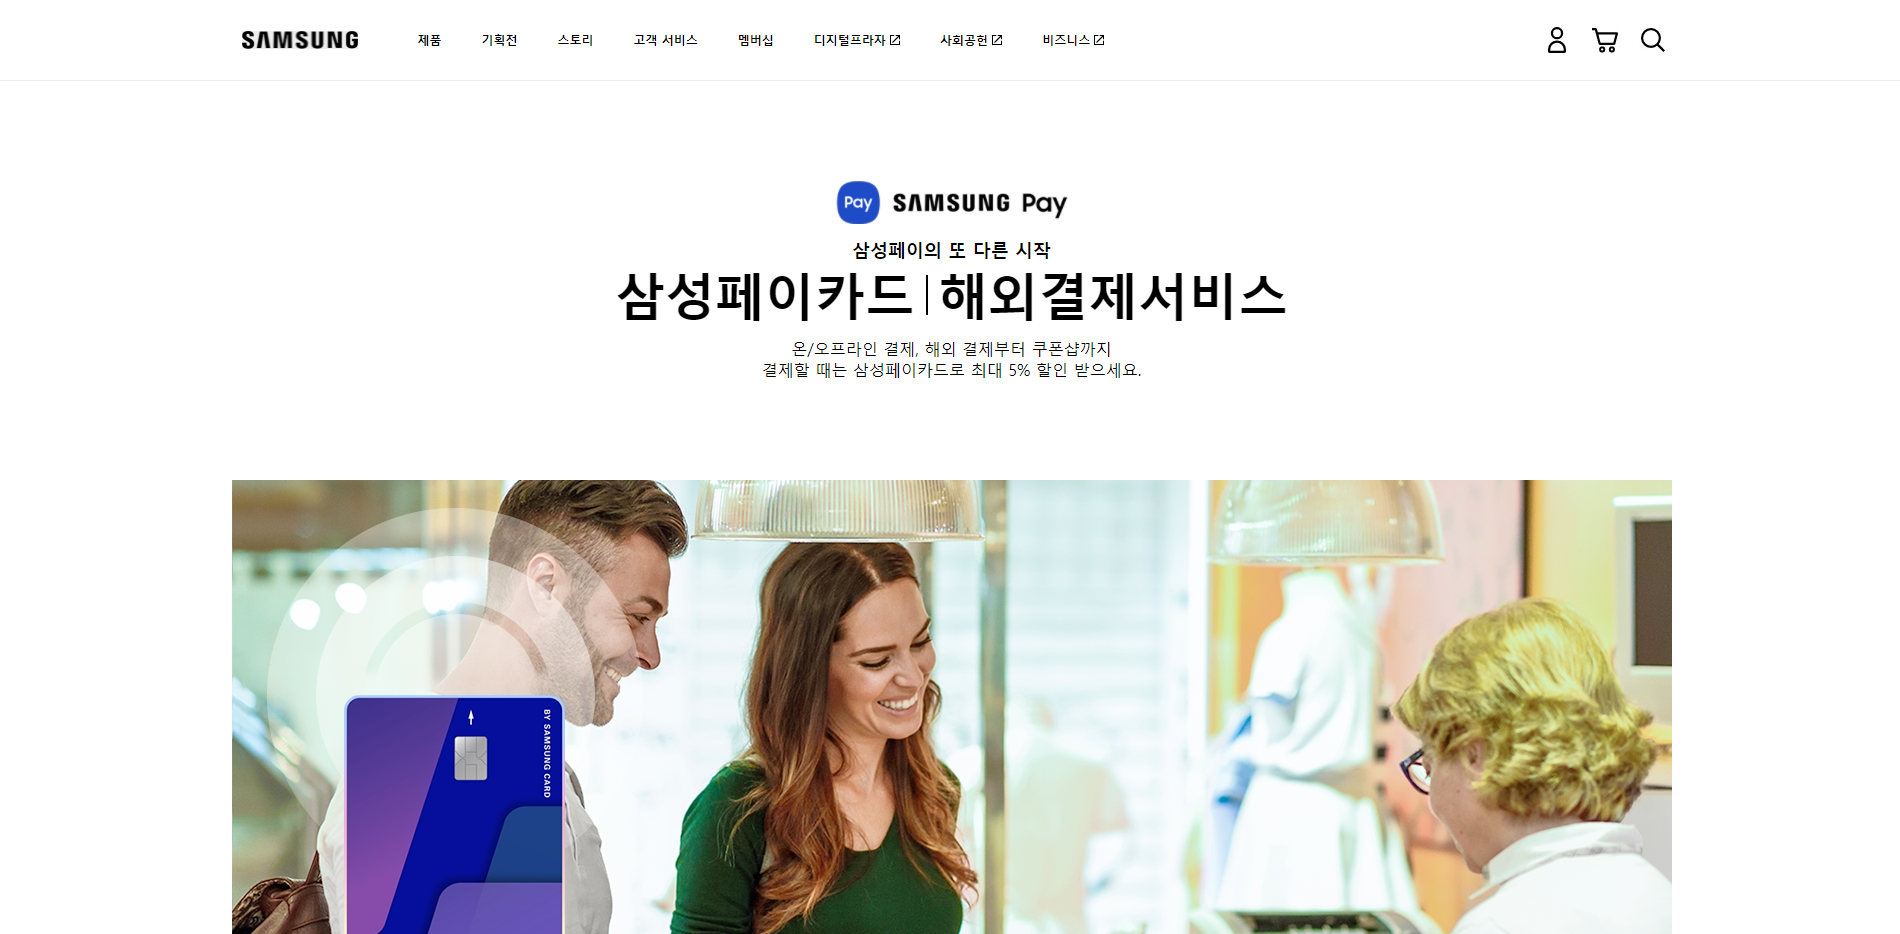 SAMSUNG 제품 기획전 스토리 고객 서비스 멤버십 디지털프라자 사회공헌 비즈니스
Pay SAMSUNG Pay
삼성페이의 또 다른 시작
삼성페이카드|해외결제서비스
온/오프라인 결제, 해외 결제부터 쿠폰샵까지
결제할 때는 삼성페이카드로 최대 5% 할인 받으세요.
BY SAMSUNG CARD